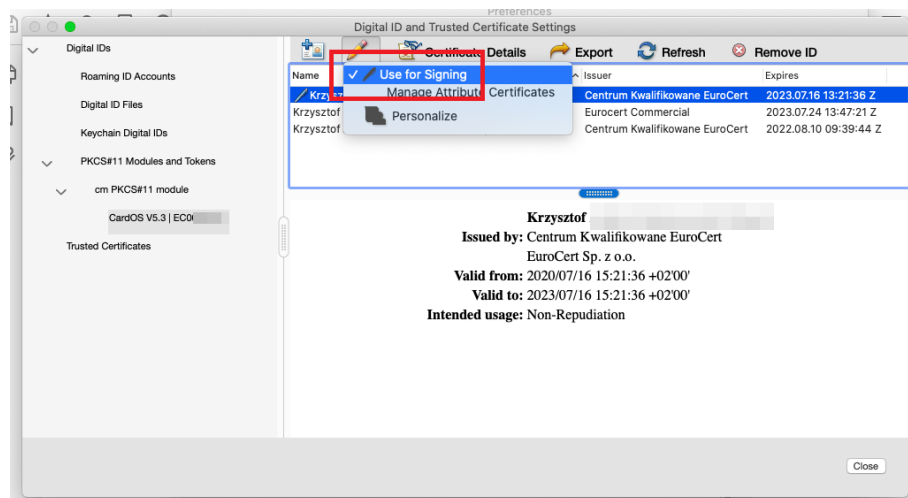 Preferences
Digital ID and Trusted Certificate Settings
Digital IDs
Roaming ID Accounts
Digital ID Files
Keychain Digital IDs
PKCS#11 Modules and Tokens
cm PKCS#11 module
CardOS V5.3 | EC0
Trusted Certificates
Certificate Details Export Refresh Remove ID
Name Issuer Expires
Use for Signing
Manage Attribute Certificates
Personalize
Krzysz Centrum Kwalifikowane EuroCert 2023.07.16 13:21:36 Z
Krzysztof Eurocert Commercial 2023.07.24 13:47:21 Z
Krzysztof Centrum Kwalifikowane EuroCert 2022.08.10 09:39:44 Z
Krzysztof
Issued by: Centrum Kwalifikowane EuroCert
EuroCert Sp. z o.o.
Valid from: 2020/07/16 15:21:36 +02'00'
Valid to: 2023/07/16 15:21:36 +02'00'
Intended usage: Non-Repudiation
Close